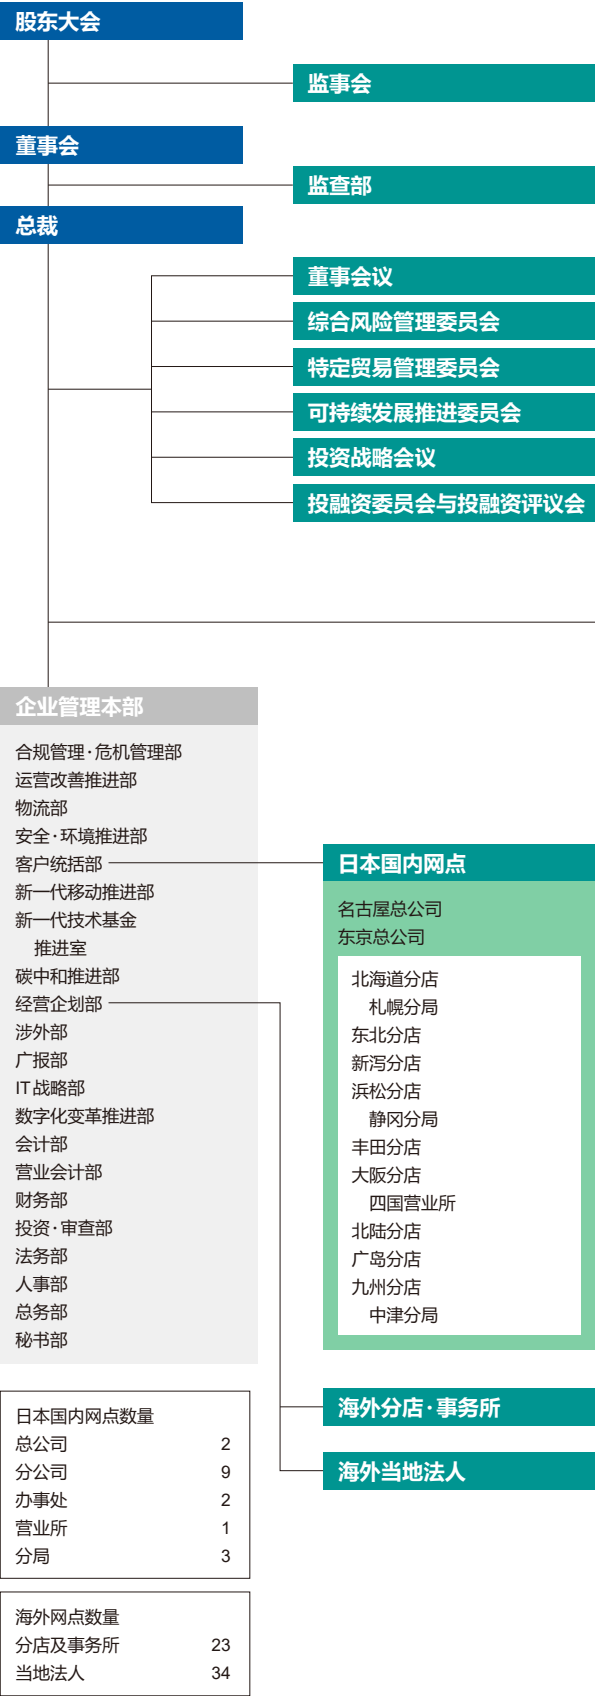 股东大会
监事会
董事会
监查部
总裁
董事会议
综合风险管理委员会
特定贸易管理委员会
可持续发展推进委员会
投资战略会议
投融资委员会与投融资评议会
企业管理本部
合规管理·危机管理部
运营改善推进部
物流部
安全·环境推进部
客户统括部
新一代移动推进部
新一代技术基金
推进室
碳中和推进部
经营企划部
涉外部
广报部
IT战略部
数字化变革推进部
会计部
营业会计部
财务部
投资·审查部
法务部
人事部
总务部
秘书部
日本国内网点
名古屋总公司
东京总公司
北海道分店
札幌分局
东北分店
新泻分店
浜松分店
静冈分局
丰田分店
大阪分店
四国营业所
北陆分店
广岛分店
九州分店
中津分局
海外分店·事务所
海外当地法人
日本国内网点数量
总公司 2
分公司 9
办事处 2
营业所 1
分局 3
海外网点数量
分店及事务所 23
当地法人 34